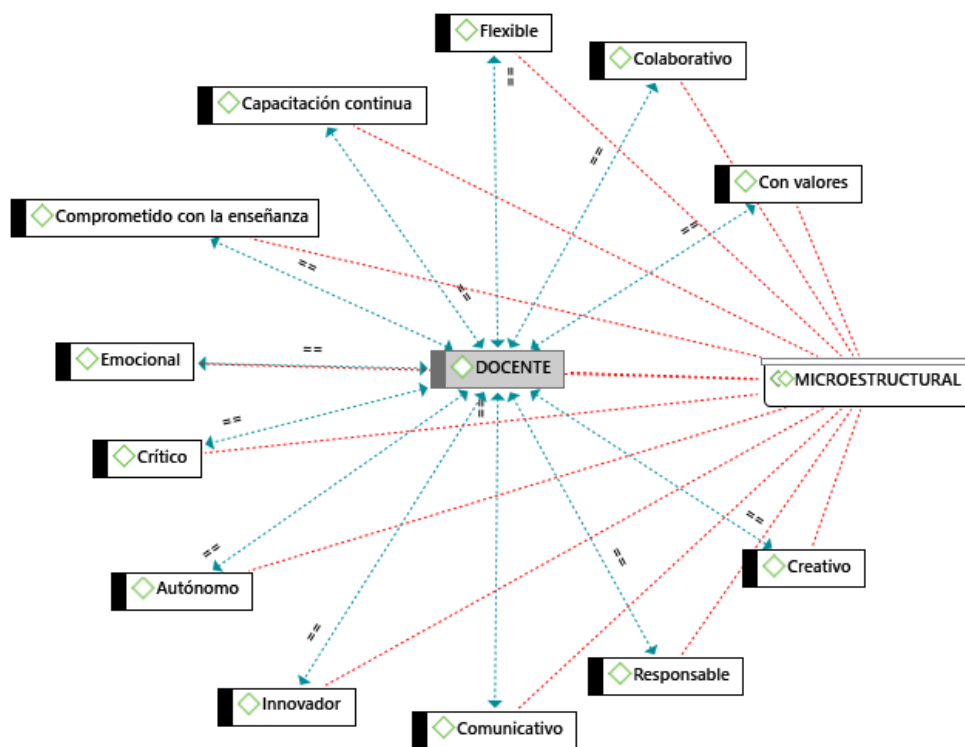 Flexible
Colaborativo
Capacitación continua
==
==
Con valores
Comprometido con la enseñanza
==
==
==
Emocional
==
DOCENTE
MICROESTRUCTURAL
==
==
Crítico
==
==
==
Autónomo
Creativo
==
Responsable
Innovador
Comunicativo